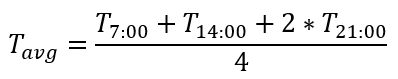 T_avg = (T_7:00 + T_14:00 + 2 * T_21:00) / 4